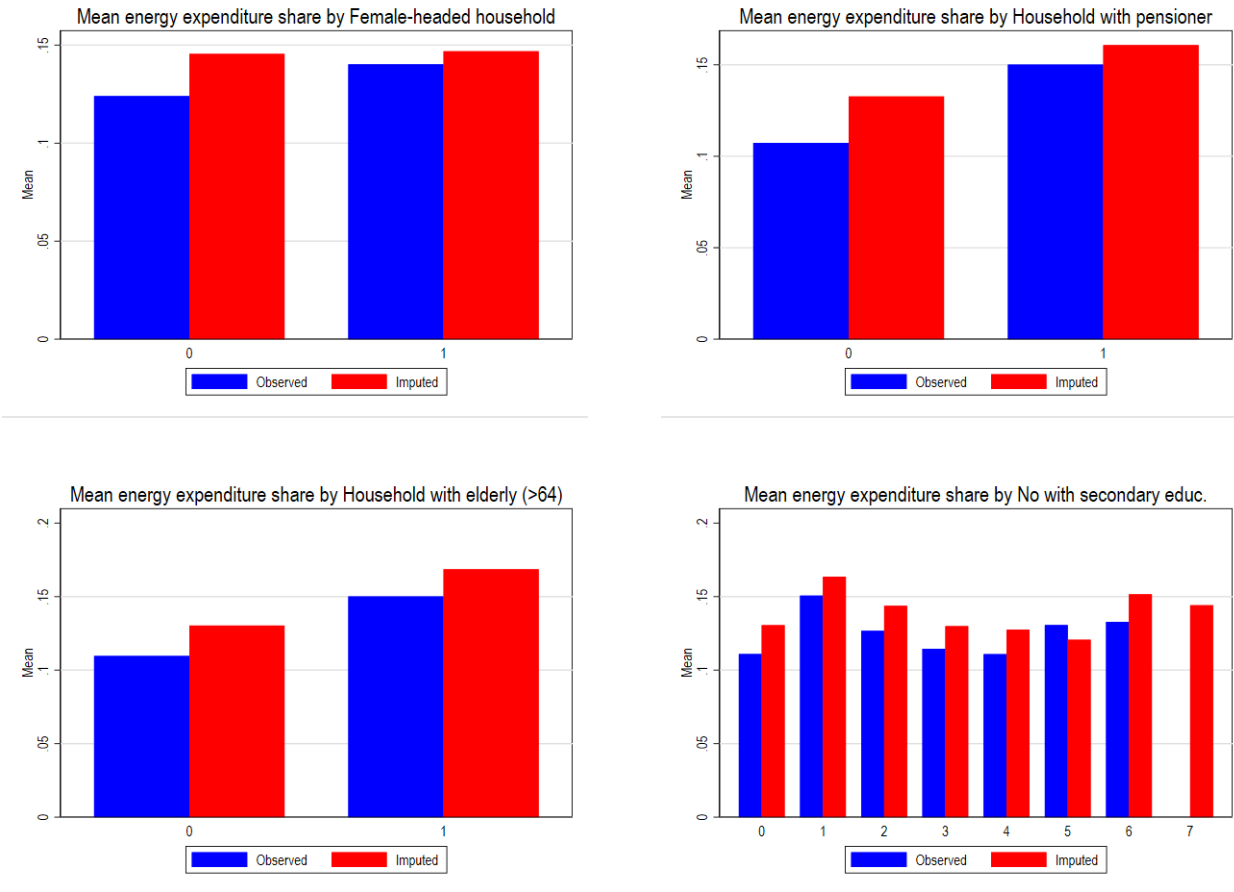 Mean energy expenditure share by Female-headed household
.15
.1
.05
0
Mean
0 1
Observed Imputed
Mean energy expenditure share by Household with pensioner
.15
.1
.05
0
Mean
0 1
Observed Imputed
Mean energy expenditure share by Household with elderly (>64)
.2
.15
.1
.05
0
Mean
0 1
Observed Imputed
Mean energy expenditure share by No with secondary educ.
.2
.15
.1
.05
0
Mean
0 1 2 3 4 5 6 7
Observed Imputed